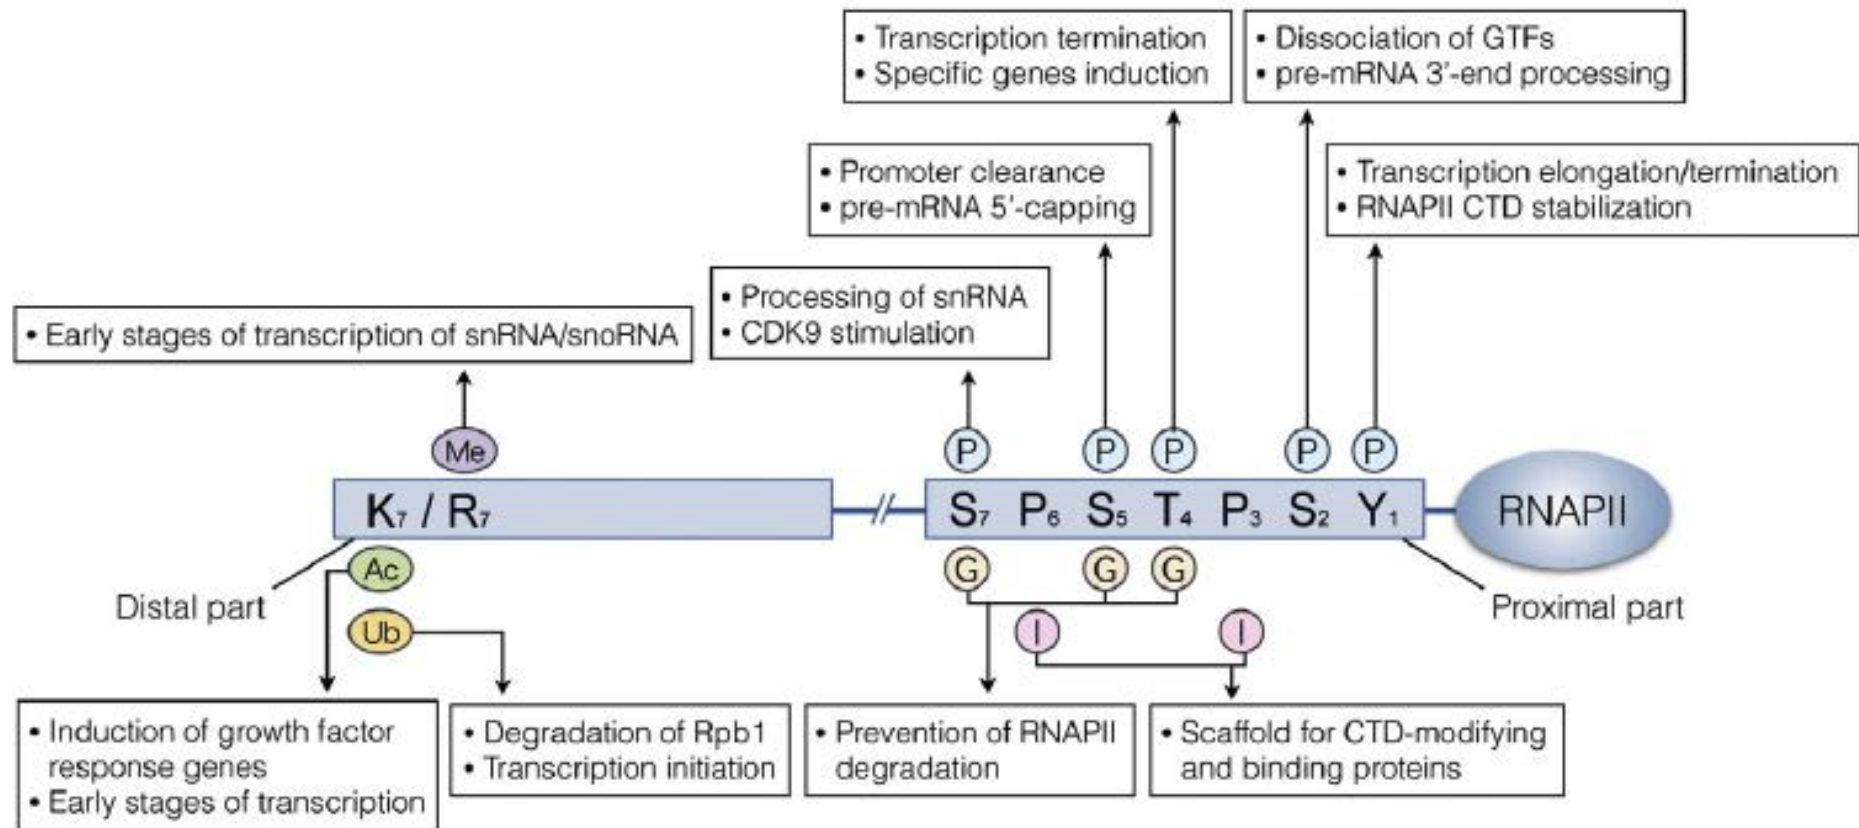 • Transcription termination
• Specific genes induction
• Dissociation of GTFs
• pre-mRNA 3'-end processing
• Promoter clearance
• pre-mRNA 5'-capping
• Transcription elongation/termination
• RNAPII CTD stabilization
• Processing of snRNA
• CDK9 stimulation
• Early stages of transcription of snRNA/snoRNA
Me P P P P P
K₇ / R₇ S₇ P₆ S₅ T₄ P₃ S₂ Y₁ RNAPII
Ac G G G
Distal part
Proximal part
Ub I I
• Induction of growth factor
response genes
• Early stages of transcription
• Degradation of Rpb1
• Transcription initiation
• Prevention of RNAPII
degradation
• Scaffold for CTD-modifying
and binding proteins